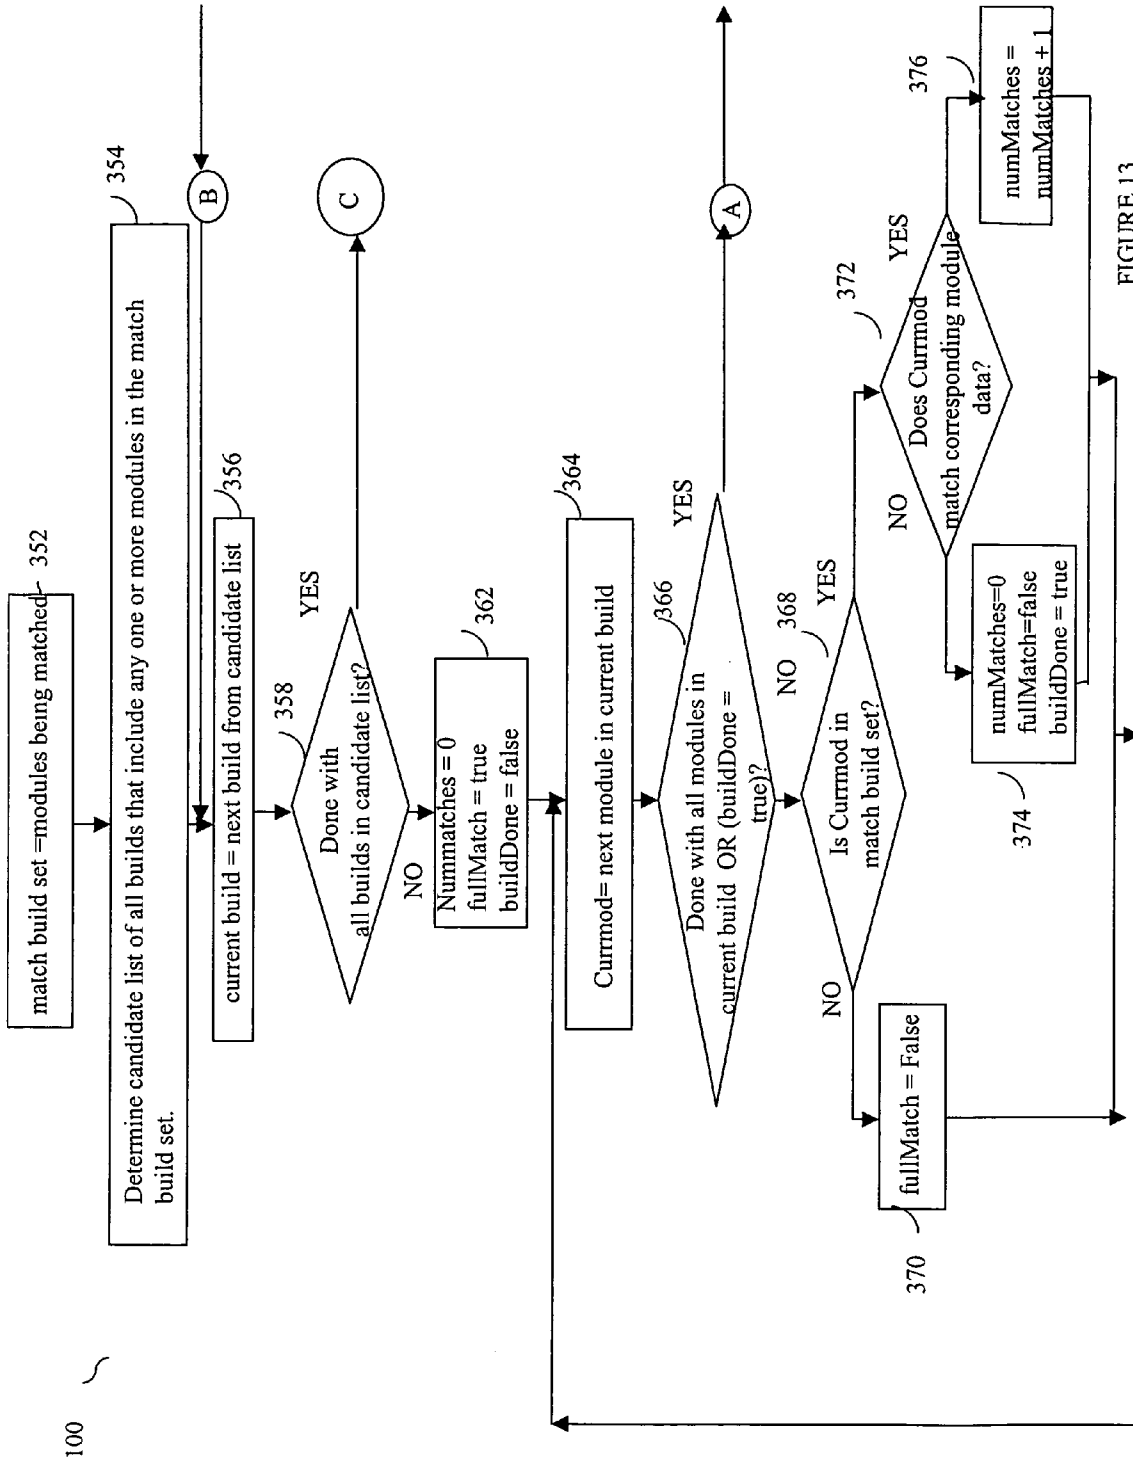 100
match build set =modules being matched
352
Determine candidate list of all builds that include any one or more modules in the match
build set.
354
B
current build = next build from candidate list
356
Done with
all builds in candidate list?
358
YES
C
NO
Nummatches = 0
fullMatch = true
buildDone = false
362
Currmod= next module in current build
364
Done with all modules in
current build OR (buildDone =
true)?
366
YES
A
NO
Is Currmod in
match build set?
368
NO
YES
fullMatch = False
370
Does Currmod
match corresponding module
data?
372
NO
YES
numMatches=0
fullMatch=false
buildDone = true
374
numMatches =
numMatches + 1
376
FIGURE 13